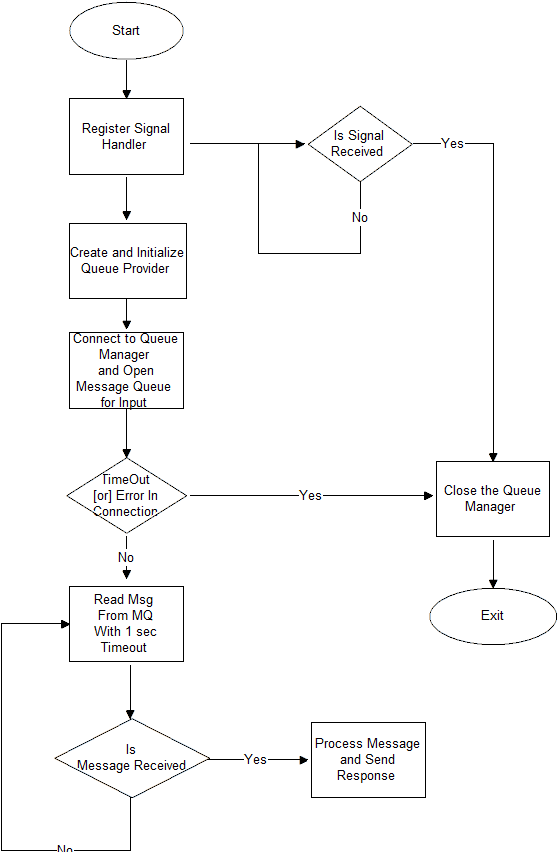 Start
Register Signal
Handler
Is Signal
Received
Yes
No
Create and Initialize
Queue Provider
Connect to Queue
Manager
and Open
Message Queue
for Input
TimeOut
[or] Error In
Connection
Yes
Close the Queue
Manager
No
Read Msg
From MQ
With 1 sec
Timeout
Exit
Is
Message Received
Yes
Process Message
and Send
Response
No